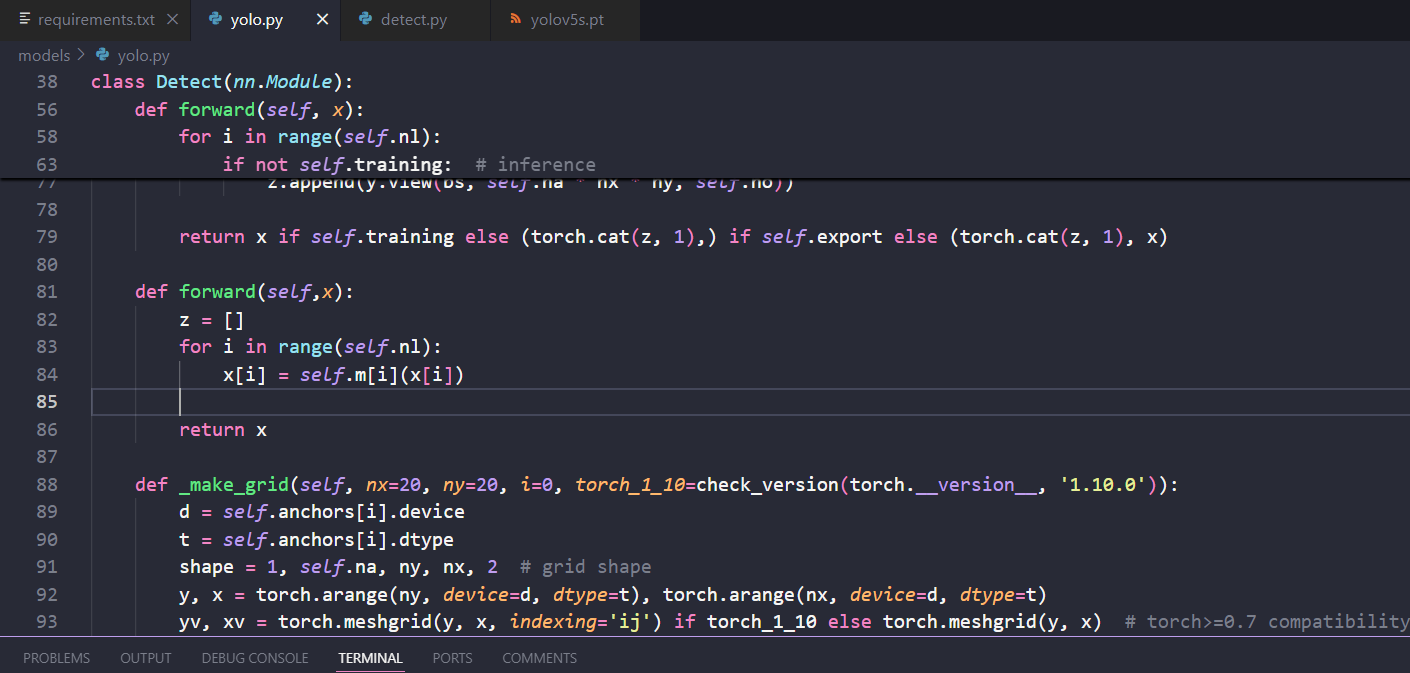 requirements.txt yolo.py detect.py yolov5s.pt
models > yolo.py
38 class Detect(nn.Module):
56 def forward(self, x):
58 for i in range(self.nl):
63 if not self.training: # inference
77 z.append(y.view(bs, self.na * nx * ny, self.no))
78
79 return x if self.training else (torch.cat(z, 1),) if self.export else (torch.cat(z, 1), x)
80
81 def forward(self,x):
82 z = []
83 for i in range(self.nl):
84 x[i] = self.m[i](x[i])
85
86 return x
87
88 def _make_grid(self, nx=20, ny=20, i=0, torch_1_10=check_version(torch.__version__, '1.10.0')):
89 d = self.anchors[i].device
90 t = self.anchors[i].dtype
91 shape = 1, self.na, ny, nx, 2 # grid shape
92 y, x = torch.arange(ny, device=d, dtype=t), torch.arange(nx, device=d, dtype=t)
93 yv, xv = torch.meshgrid(y, x, indexing='ij') if torch_1_10 else torch.meshgrid(y, x) # torch>=0.7 compatibility
PROBLEMS OUTPUT DEBUG CONSOLE TERMINAL PORTS COMMENTS